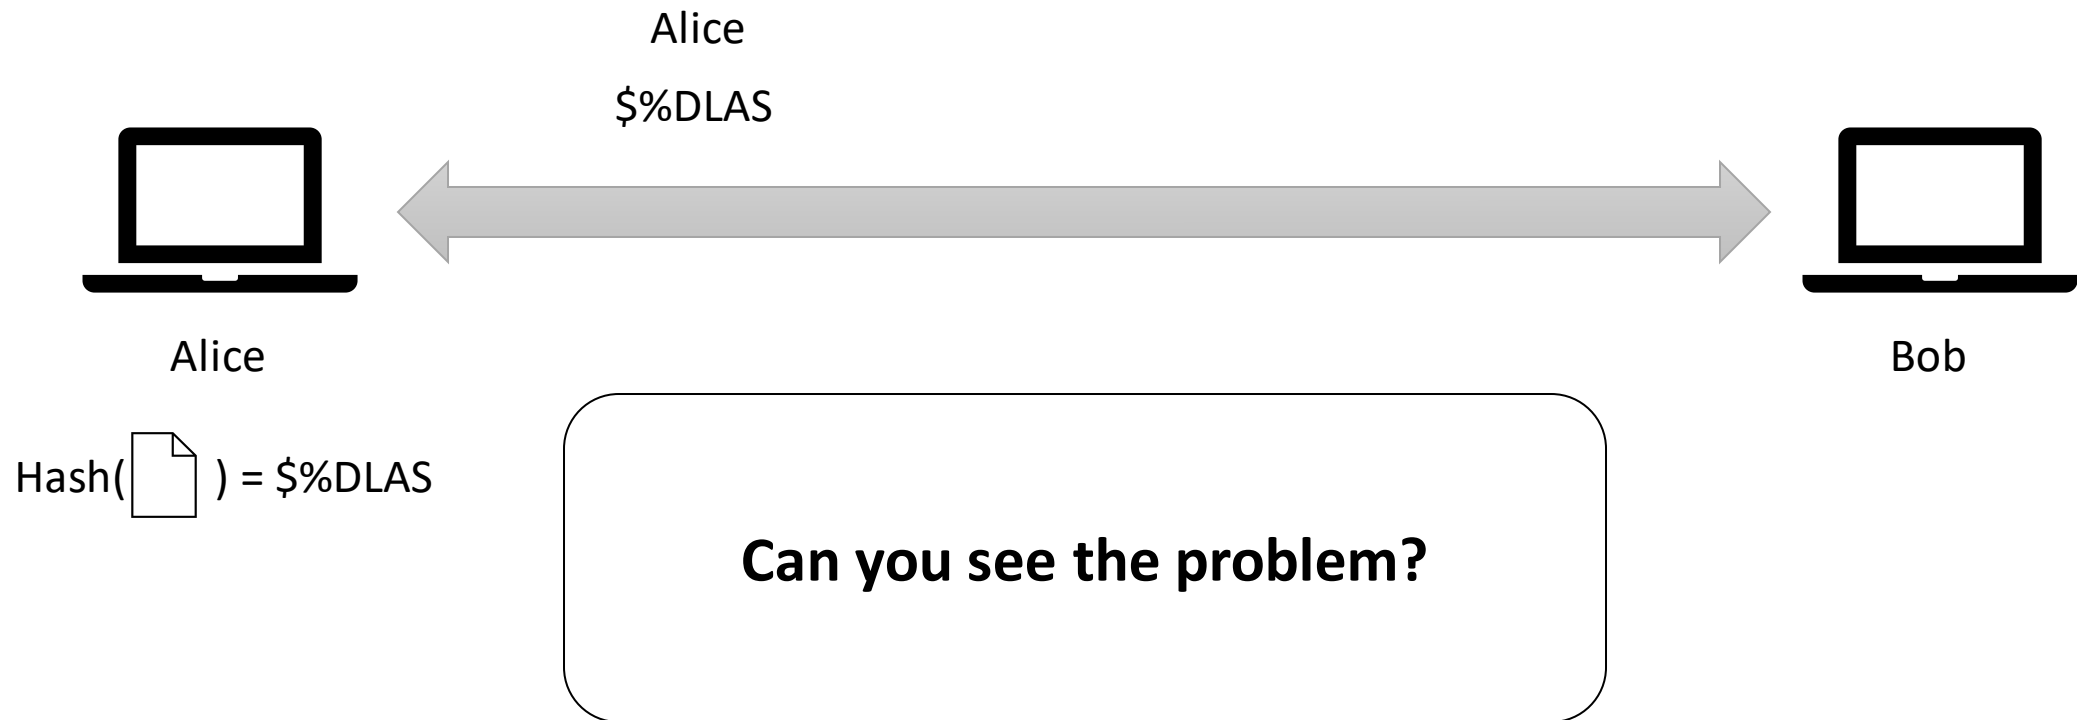 Alice
$%DLAS
Alice
Bob
Hash( ) = $%DLAS
Can you see the problem?